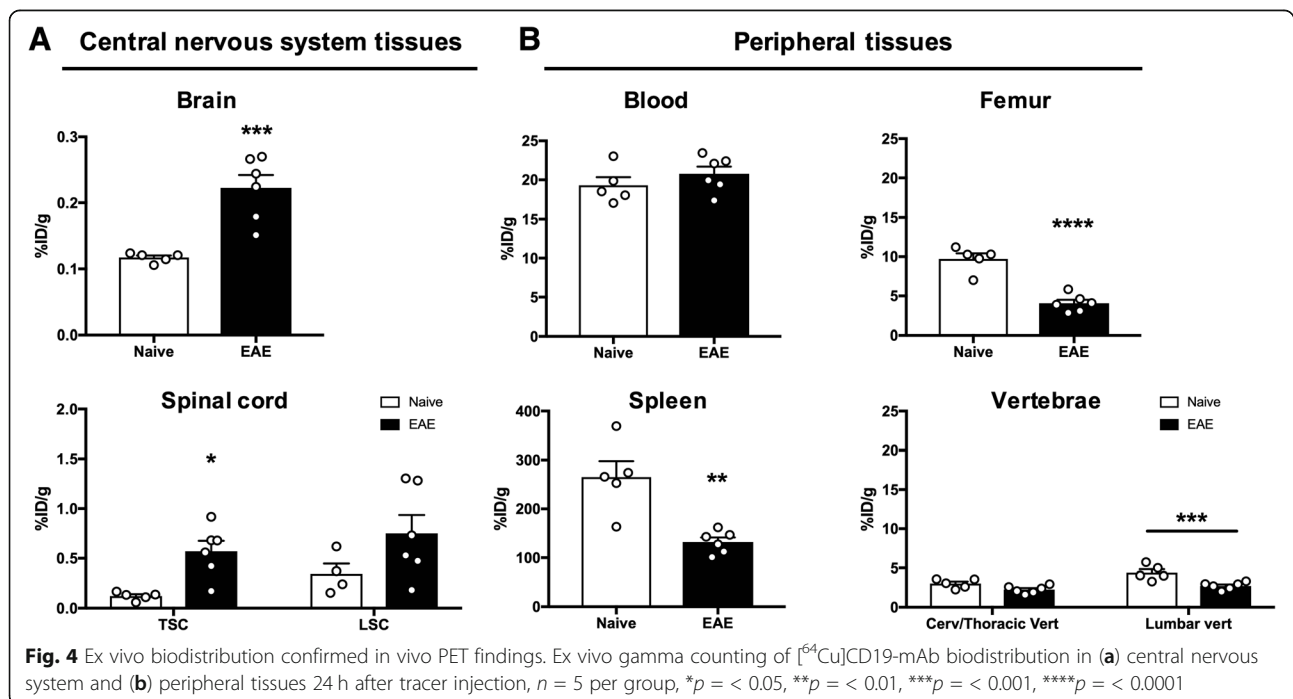 A Central nervous system tissues
B Peripheral tissues
Brain
***
0.3
0.2
0.1
0.0
%ID/g
Naive EAE
Blood
25
20
15
10
5
0
%ID/g
Naive EAE
Femur
****
25
20
15
10
5
0
%ID/g
Naive EAE
Spinal cord
Naive
EAE
*
2.0
1.5
1.0
0.5
0.0
%ID/g
TSC LSC
Spleen
**
400
300
200
100
0
%ID/g
Naive EAE
Vertebrae
Naive
EAE
***
25
20
15
10
5
0
%ID/g
Cerv/Thoracic Vert Lumbar vert
Fig. 4 Ex vivo biodistribution confirmed in vivo PET findings. Ex vivo gamma counting of [⁶⁴Cu]CD19-mAb biodistribution in (a) central nervous
system and (b) peripheral tissues 24 h after tracer injection, n = 5 per group, *p = < 0.05, **p = < 0.01, ***p = < 0.001, ****p = < 0.0001